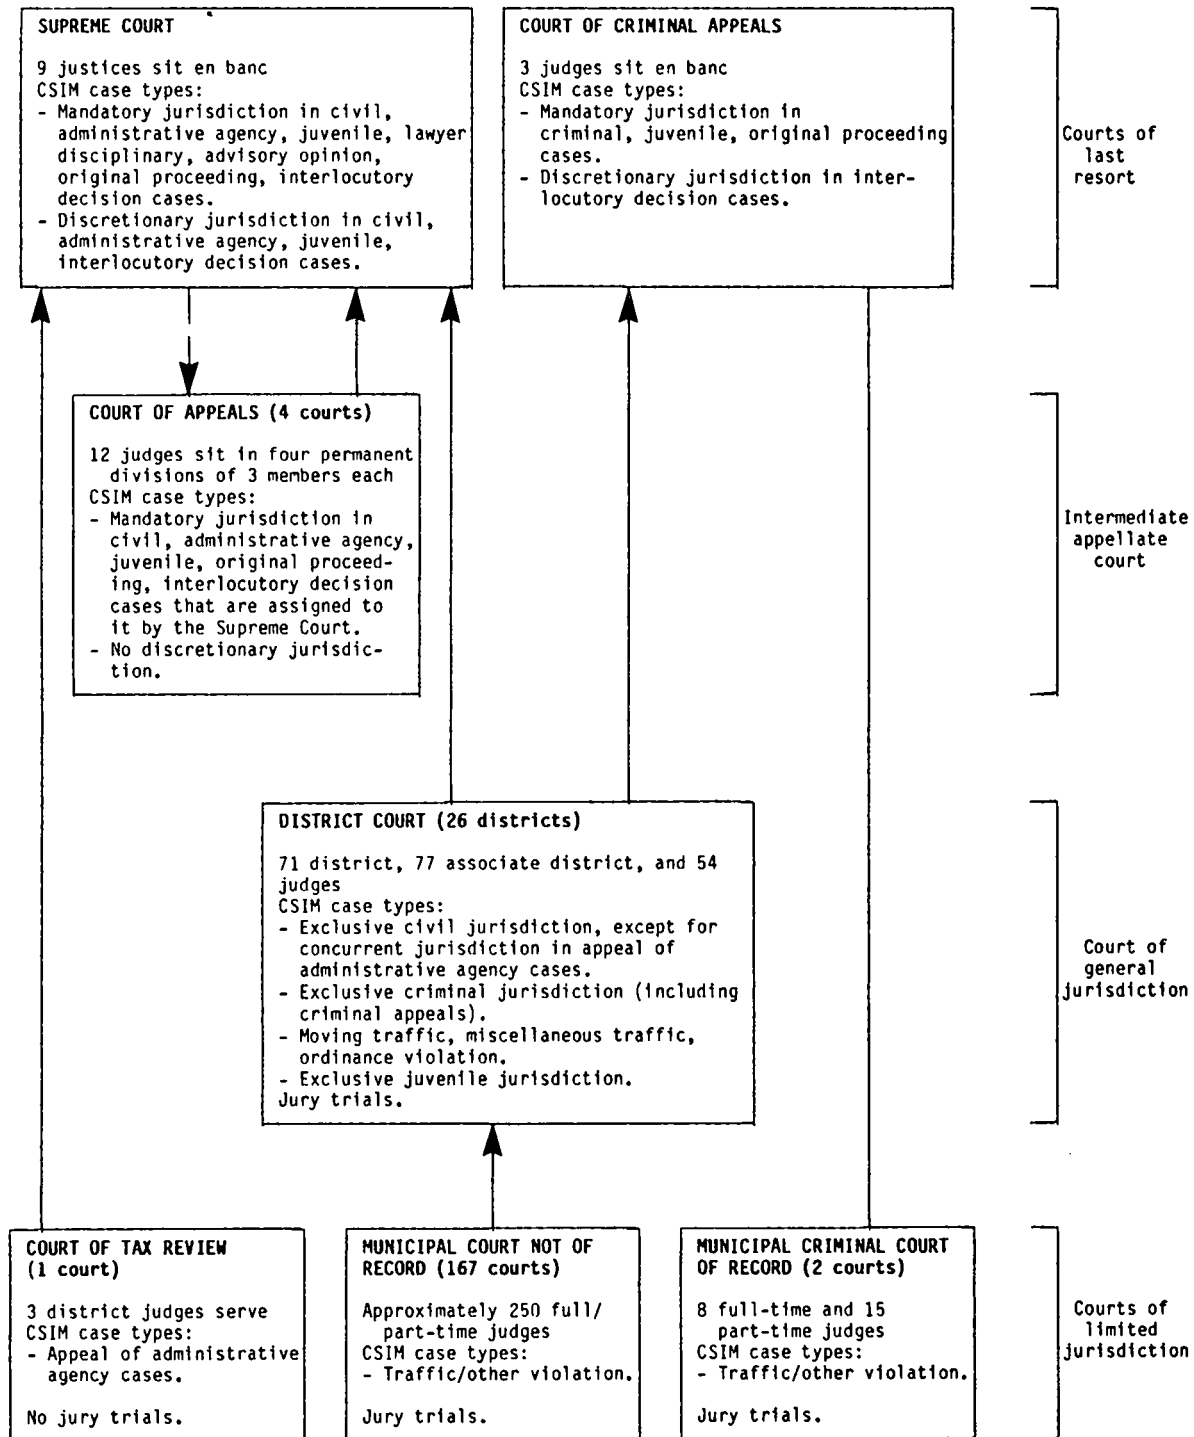 SUPREME COURT
9 justices sit en banc
CSIM case types:
- Mandatory jurisdiction in civil,
administrative agency, juvenile, lawyer
disciplinary, advisory opinion,
original proceeding, interlocutory
decision cases.
- Discretionary jurisdiction in civil,
administrative agency, juvenile,
interlocutory decision cases.
COURT OF CRIMINAL APPEALS
3 judges sit en banc
CSIM case types:
- Mandatory jurisdiction in
criminal, juvenile, original proceeding
cases.
- Discretionary jurisdiction in inter-
locutory decision cases.
Courts of
last
resort
COURT OF APPEALS (4 courts)
12 judges sit in four permanent
divisions of 3 members each
CSIM case types:
- Mandatory jurisdiction in
civil, administrative agency,
juvenile, original proceed-
ing, interlocutory decision
cases that are assigned to
it by the Supreme Court.
- No discretionary jurisdic-
tion.
Intermediate
appellate
court
DISTRICT COURT (26 districts)
71 district, 77 associate district, and 54
judges
CSIM case types:
- Exclusive civil jurisdiction, except for
concurrent jurisdiction in appeal of
administrative agency cases.
- Exclusive criminal jurisdiction (including
criminal appeals).
- Moving traffic, miscellaneous traffic,
ordinance violation.
- Exclusive juvenile jurisdiction.
Jury trials.
Court of
general
jurisdiction
COURT OF TAX REVIEW
(1 court)
3 district judges serve
CSIM case types:
- Appeal of administrative
agency cases.
No jury trials.
MUNICIPAL COURT NOT OF
RECORD (167 courts)
Approximately 250 full/
part-time judges
CSIM case types:
- Traffic/other violation.
Jury trials.
MUNICIPAL CRIMINAL COURT
OF RECORD (2 courts)
8 full-time and 15
part-time judges
CSIM case types:
- Traffic/other violation.
Jury trials.
Courts of
limited
jurisdiction